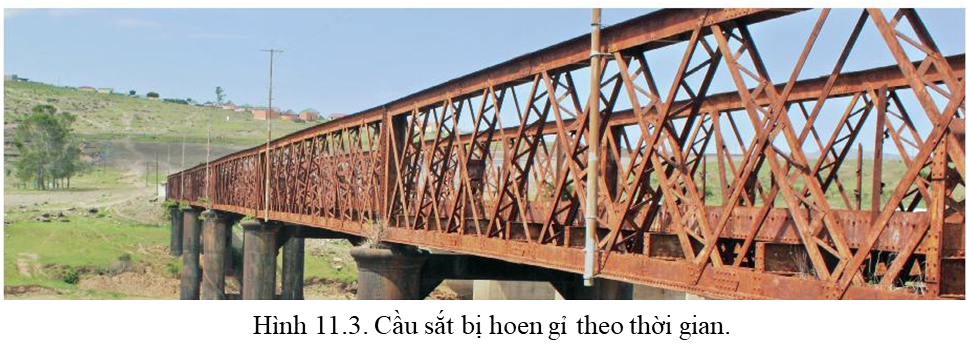 Hình 11.3. Cầu sắt bị hoen gỉ theo thời gian.